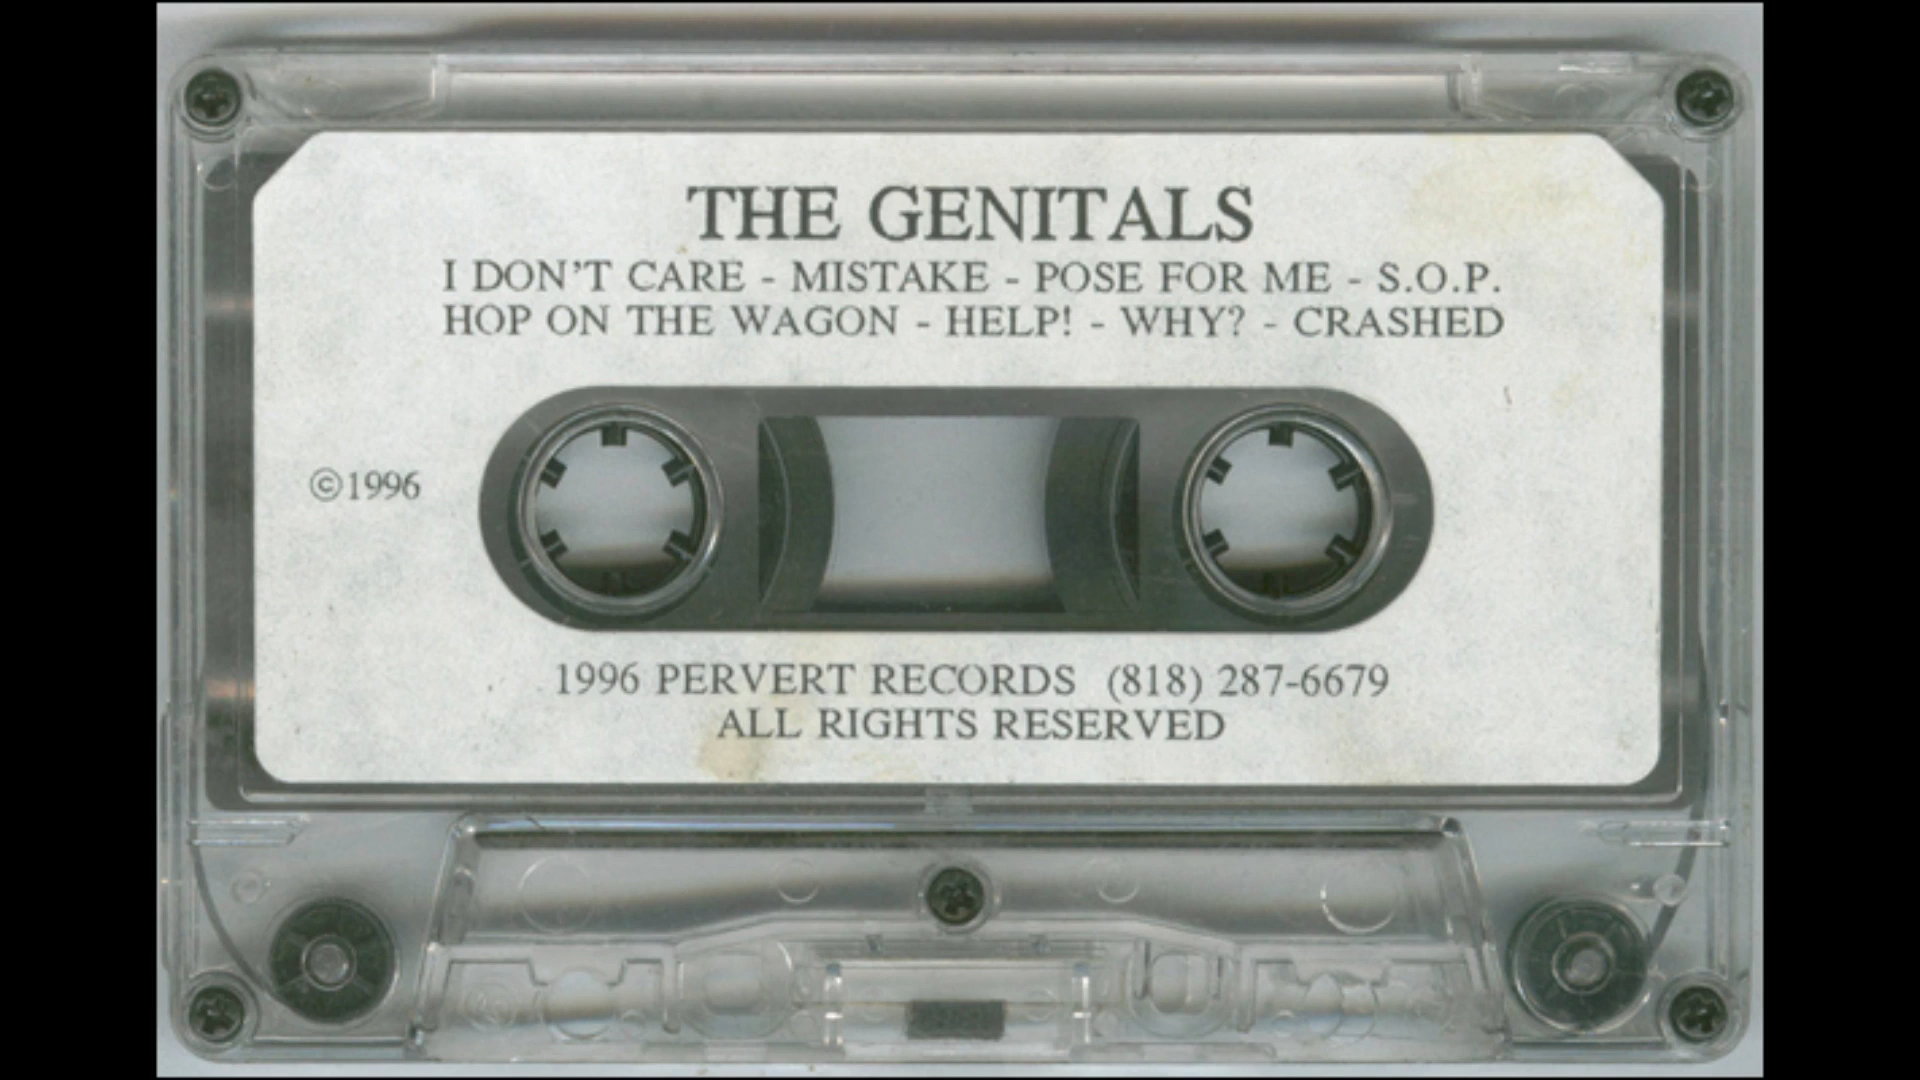 THE GENITALS
I DON'T CARE - MISTAKE - POSE FOR ME - S.O.P.
HOP ON THE WAGON - HELP! - WHY? - CRASHED
©1996
1996 PERVERT RECORDS (818) 287-6679
ALL RIGHTS RESERVED